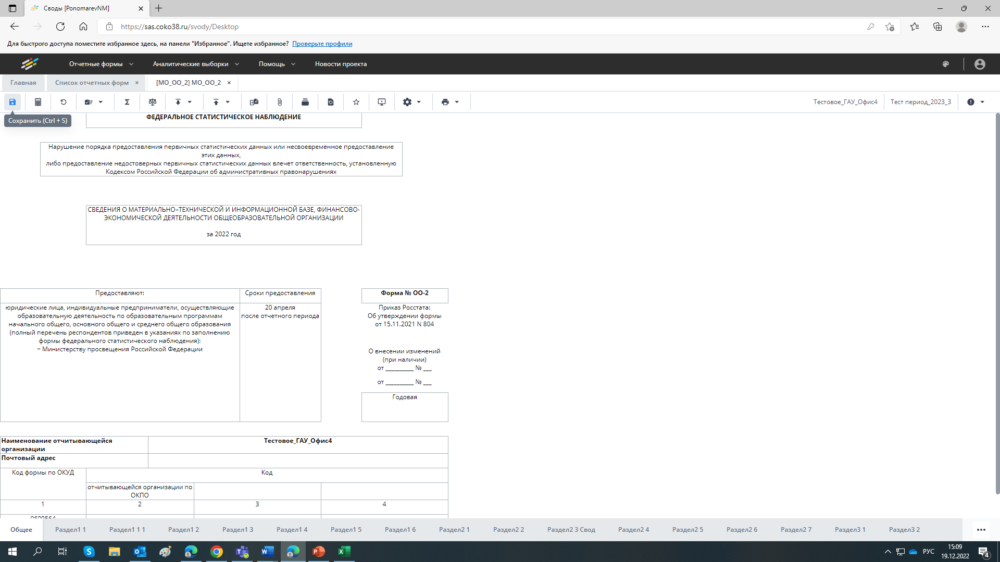 Своды [PonomarevNM]
https://sas.coko38.ru/svody/Desktop
Для быстрого доступа поместите избранное здесь, на панели "Избранное". Ищете избранное? Проверьте профили
Отчетные формы
Аналитические выборки
Помощь
Новости проекта
Главная
Список отчетных форм
[МО_ОО_2] МО_ОО_2
Тестовое_ГАУ_Офис4
Тест период_2023_3
Сохранить (Ctrl + S)
ФЕДЕРАЛЬНОЕ СТАТИСТИЧЕСКОЕ НАБЛЮДЕНИЕ
Нарушение порядка предоставления первичных статистических данных или несвоевременное предоставление
этих данных,
либо предоставление недостоверных первичных статистических данных влечет ответственность, установленную
Кодексом Российской Федерации об административных правонарушениях
СВЕДЕНИЯ О МАТЕРИАЛЬНО–ТЕХНИЧЕСКОЙ И ИНФОРМАЦИОННОЙ БАЗЕ, ФИНАНСОВО-
ЭКОНОМИЧЕСКОЙ ДЕЯТЕЛЬНОСТИ ОБЩЕОБРАЗОВАТЕЛЬНОЙ ОРГАНИЗАЦИИ
за 2022 год
Предоставляют:
Сроки предоставления
юридические лица, индивидуальные предприниматели, осуществляющие
образовательную деятельность по образовательным программам
начального общего, основного общего и среднего общего образования
(полный перечень респондентов приведен в указаниях по заполнению
формы федерального статистического наблюдения):
− Министерству просвещения Российской Федерации
20 апреля
после отчетного периода
Форма № ОО-2
Приказ Росстата:
Об утверждении формы
от 15.11.2021 N 804
О внесении изменений
(при наличии)
от __________ № ___
от __________ № ___
Годовая
Наименование отчитывающейся
организации
Тестовое_ГАУ_Офис4
Почтовый адрес
Код формы по ОКУД
Код
отчитывающейся организации по
ОКПО
1
2
3
4
0609564
Общее
Раздел1 1
Раздел1 1 1
Раздел1 2
Раздел1 3
Раздел1 4
Раздел1 5
Раздел1 6
Раздел2 1
Раздел2 2
Раздел2 3 Свод
Раздел2 4
Раздел2 5
Раздел2 6
Раздел2 7
Раздел3 1
Раздел3 2
РУС
15:09
19.12.2022
4